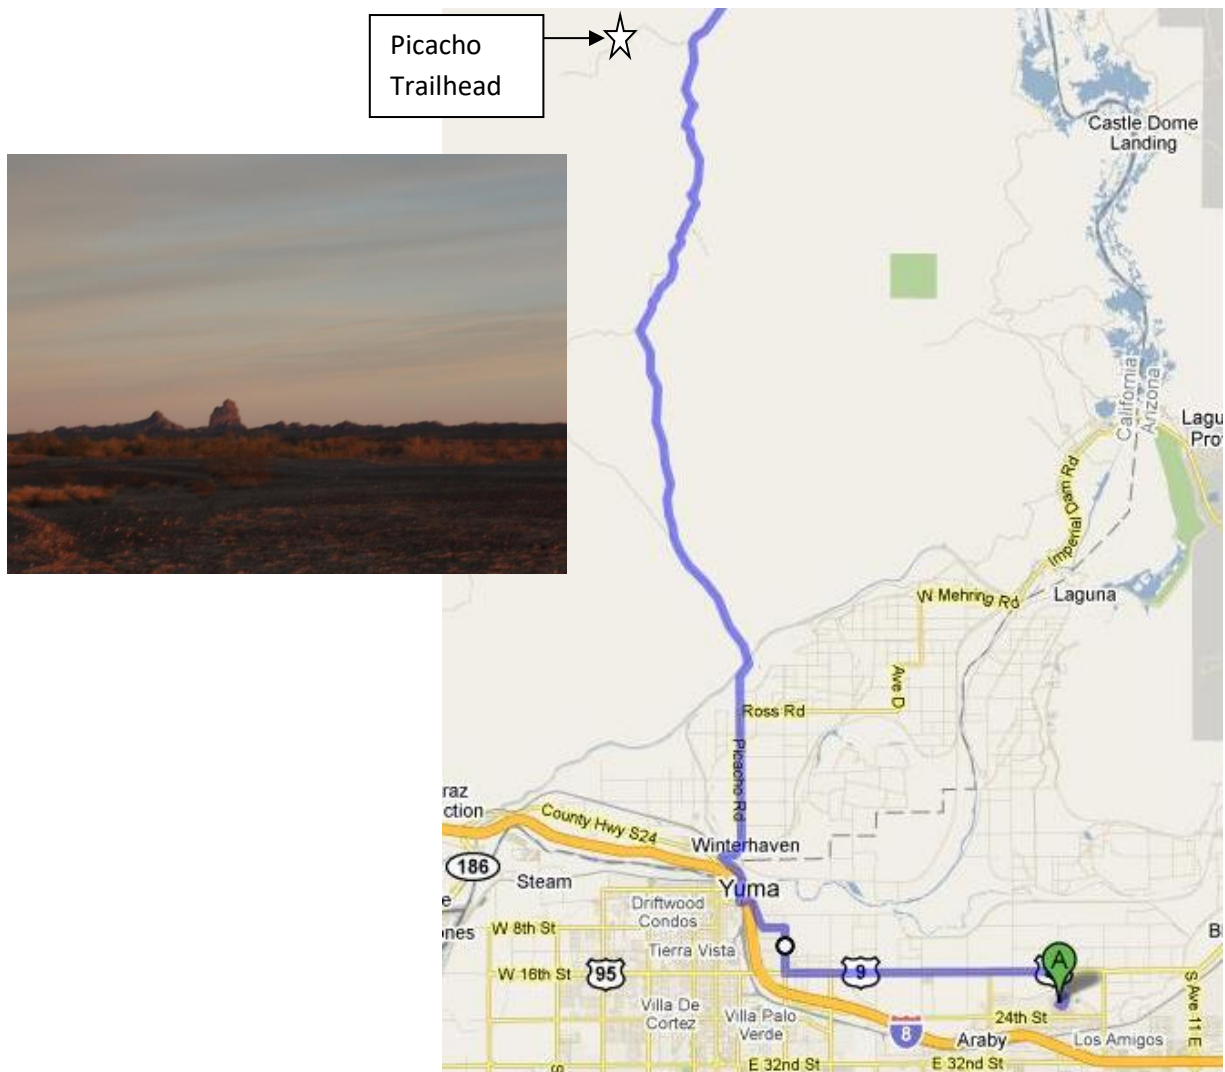 Picacho
Trailhead
Castle Dome
Landing
California
Arizona
Lagu
Pro
Imperial Dam Rd
W Mehring Rd
Laguna
Ave D
Ross Rd
Picacho Rd
raz
ction
County Hwy S24
Winterhaven
186
Steam
Yuma
e
ones
Driftwood
Condos
W 8th St
Tierra Vista
B
A
W 16th St
95
9
S Ave 11 E
Villa De
Cortez
Villa Palo
Verde
24th St
8
Araby
Los Amigos
E 32nd St
E 32nd St
S